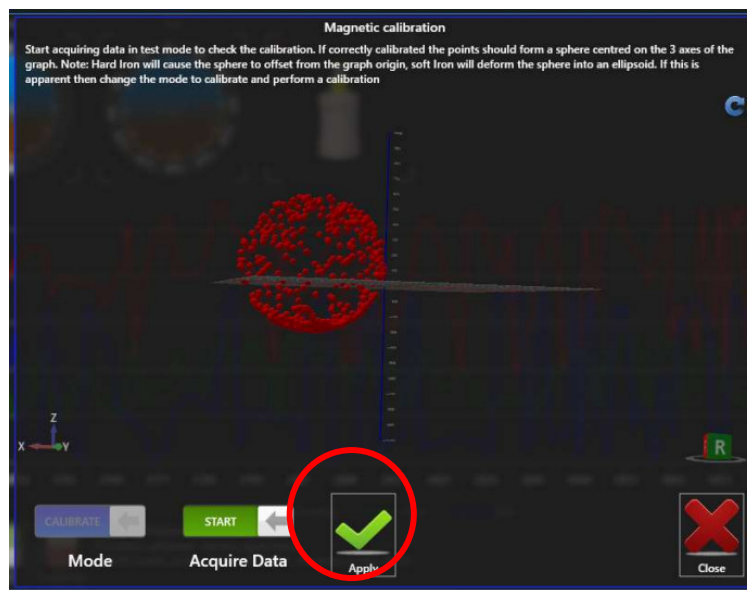 Magnetic calibration
Start acquiring data in test mode to check the calibration. If correctly calibrated the points should form a sphere centred on the 3 axes of the
graph. Note: Hard Iron will cause the sphere to offset from the graph origin, soft Iron will deform the sphere into an ellipsoid. If this is
apparent then change the mode to calibrate and perform a calibration
Z
X Y
R
CALIBRATE START
Mode Acquire Data Apply Close